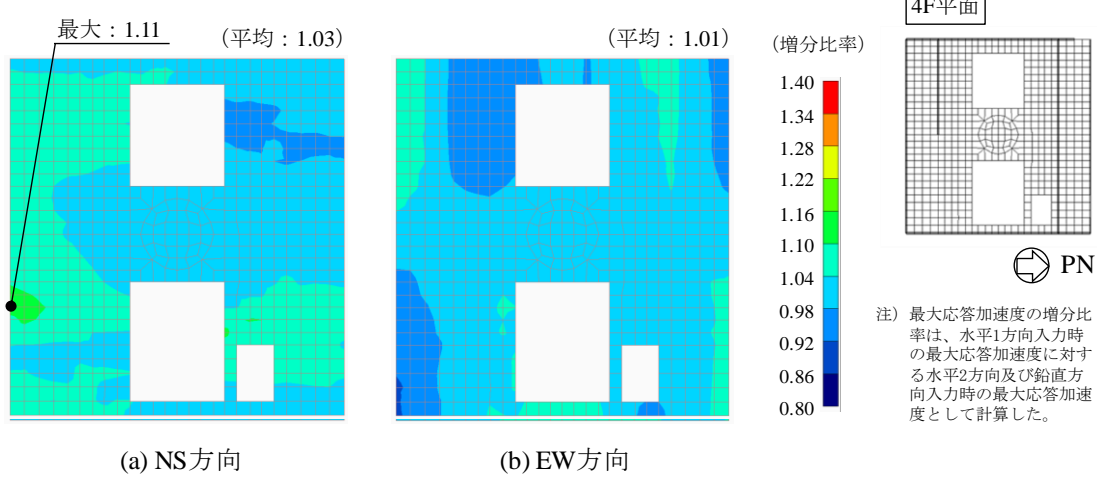 最大：1.11
（平均：1.03）
（平均：1.01）
（増分比率）
1.40
1.34
1.28
1.22
1.16
1.10
1.04
0.98
0.92
0.86
0.80
4F平面
PN
注）最大応答加速度の増分比
率は、水平1方向入力時
の最大応答加速度に対す
る水平2方向及び鉛直方
向入力時の最大応答加速
度として計算した。
(a) NS方向
(b) EW方向